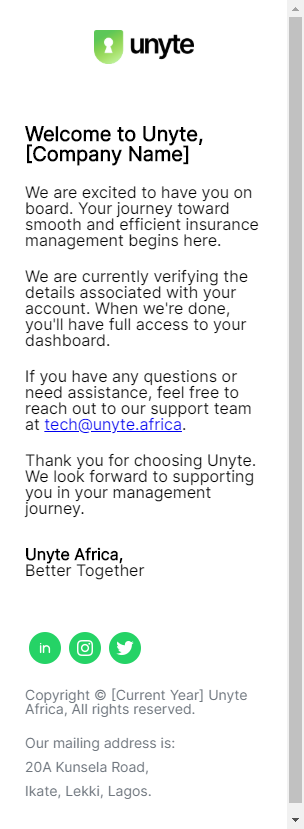 unyte
Welcome to Unyte,
[Company Name]
We are excited to have you on
board. Your journey toward
smooth and efficient insurance
management begins here.
We are currently verifying the
details associated with your
account. When we're done,
you'll have full access to your
dashboard.
If you have any questions or
need assistance, feel free to
reach out to our support team
at tech@unyte.africa.
Thank you for choosing Unyte.
We look forward to supporting
you in your management
journey.
Unyte Africa,
Better Together
in
Copyright © [Current Year] Unyte
Africa, All rights reserved.
Our mailing address is:
20A Kunsela Road,
Ikate, Lekki, Lagos.